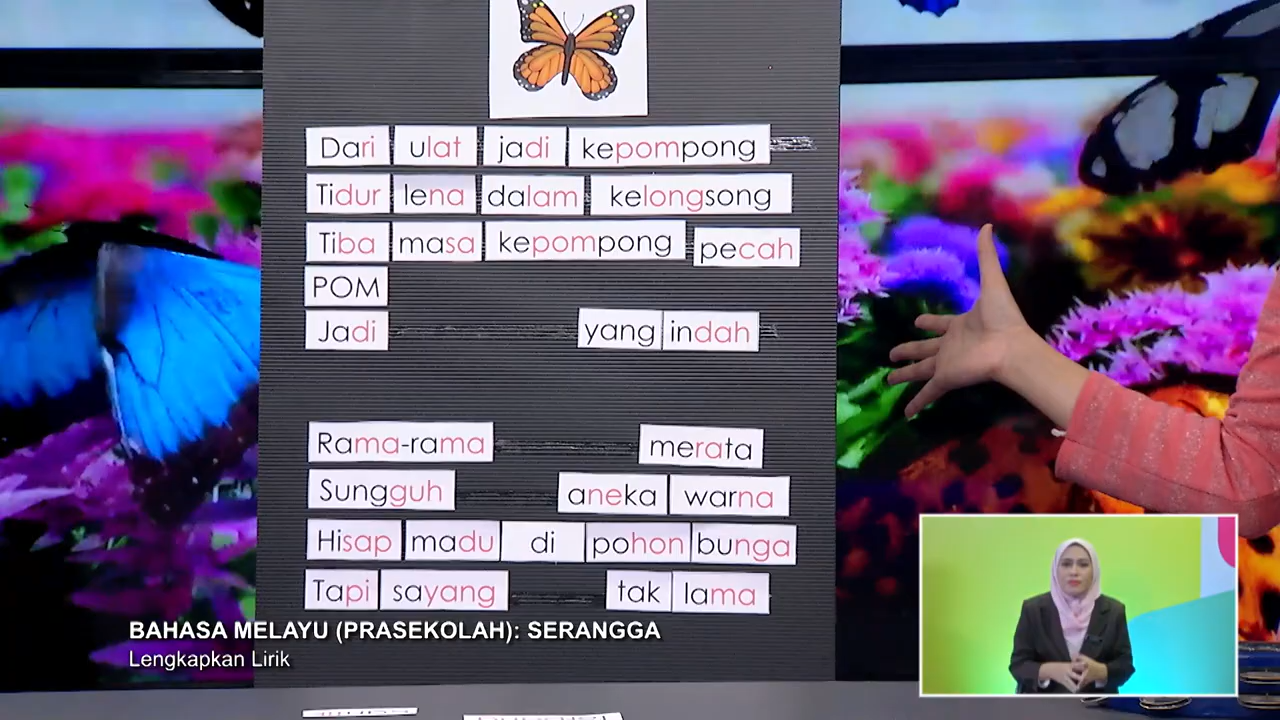 Dari ulat jadi kepompong
Tidur lena dalam kelongsong
Tiba masa kepompong pecah
POM
Jadi yang indah
Rama-rama merata
Sungguh aneka warna
Hisap madu di pohon bunga
Tapi sayang tak lama
BAHASA MELAYU (PRASEKOLAH): SERANGGA
Lengkapkan Lirik